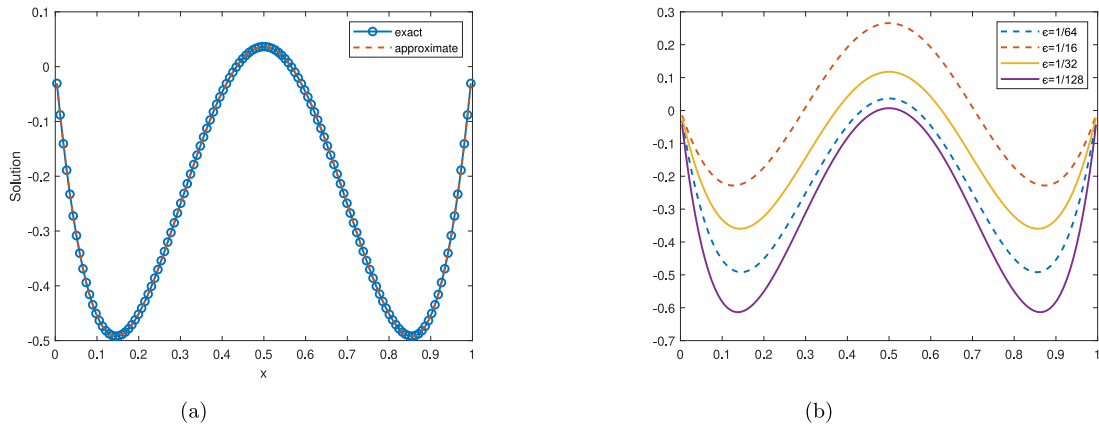 0.1
0
-0.1
-0.2
-0.3
-0.4
-0.5
Solution
0 0.1 0.2 0.3 0.4 0.5 0.6 0.7 0.8 0.9 1
x
exact
approximate
(a)
0.3
0.2
0.1
0
-0.1
-0.2
-0.3
-0.4
-0.5
-0.6
-0.7
0 0.1 0.2 0.3 0.4 0.5 0.6 0.7 0.8 0.9 1
ϵ=1/64
ϵ=1/16
ϵ=1/32
ϵ=1/128
(b)